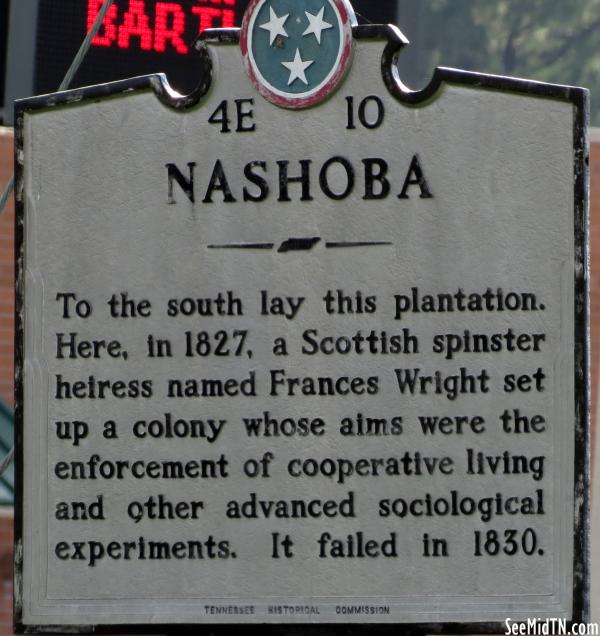 BART
4E 10
NASHOBA
To the south lay this plantation.
Here, in 1827, a Scottish spinster
heiress named Frances Wright set
up a colony whose aims were the
enforcement of cooperative living
and other advanced sociological
experiments. It failed in 1830.
TENNESSEE HISTORICAL COMMISSION
SeeMidTN.com